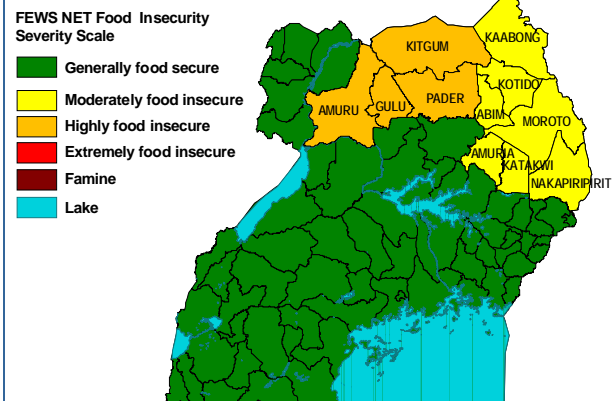 FEWS NET Food Insecurity
Severity Scale
Generally food secure
Moderately food insecure
Highly food insecure
Extremely food insecure
Famine
Lake
KAABONG
KITGUM
KOTIDO
AMURU
GULU
PADER
ABIM
MOROTO
AMURIA
KATAKWI
NAKAPIRIPIRIT